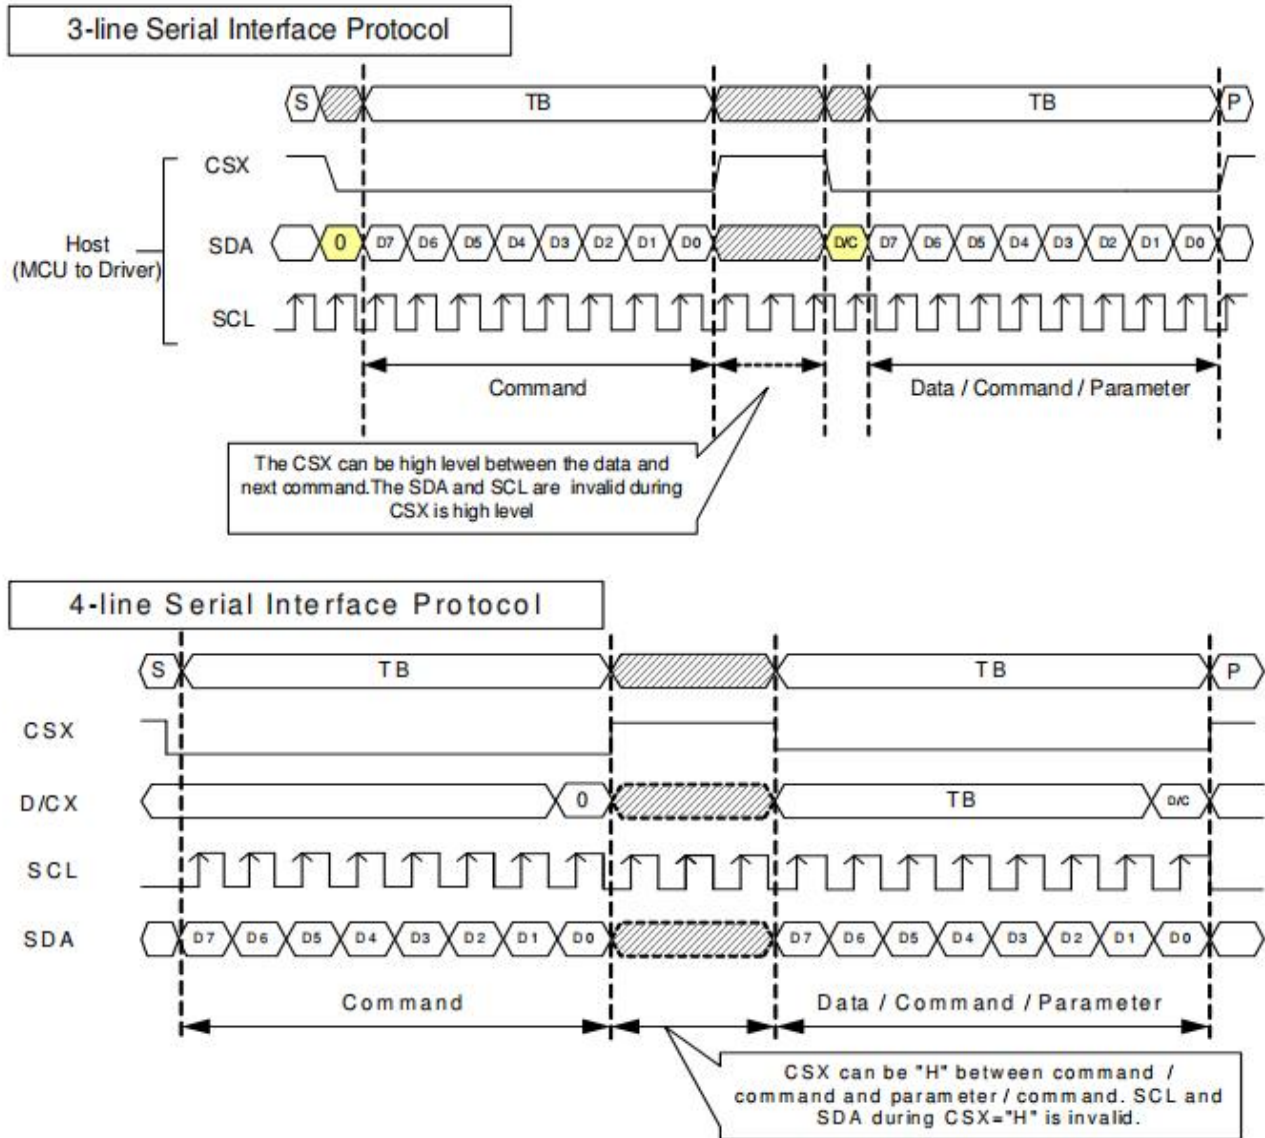 3-line Serial Interface Protocol
S TB TB P
CSX
Host
(MCU to Driver)
SDA 0 D7 D6 D5 D4 D3 D2 D1 D0 D/C D7 D6 D5 D4 D3 D2 D1 D0
SCL
Command Data / Command / Parameter
The CSX can be high level between the data and
next command.The SDA and SCL are invalid during
CSX is high level
4-line Serial Interface Protocol
S TB TB P
CSX
D/CX 0 TB D/C
SCL
SDA D7 D6 D5 D4 D3 D2 D1 D0 D7 D6 D5 D4 D3 D2 D1 D0
Command Data / Command / Parameter
CSX can be "H" between command /
command and parameter / command. SCL and
SDA during CSX="H" is invalid.